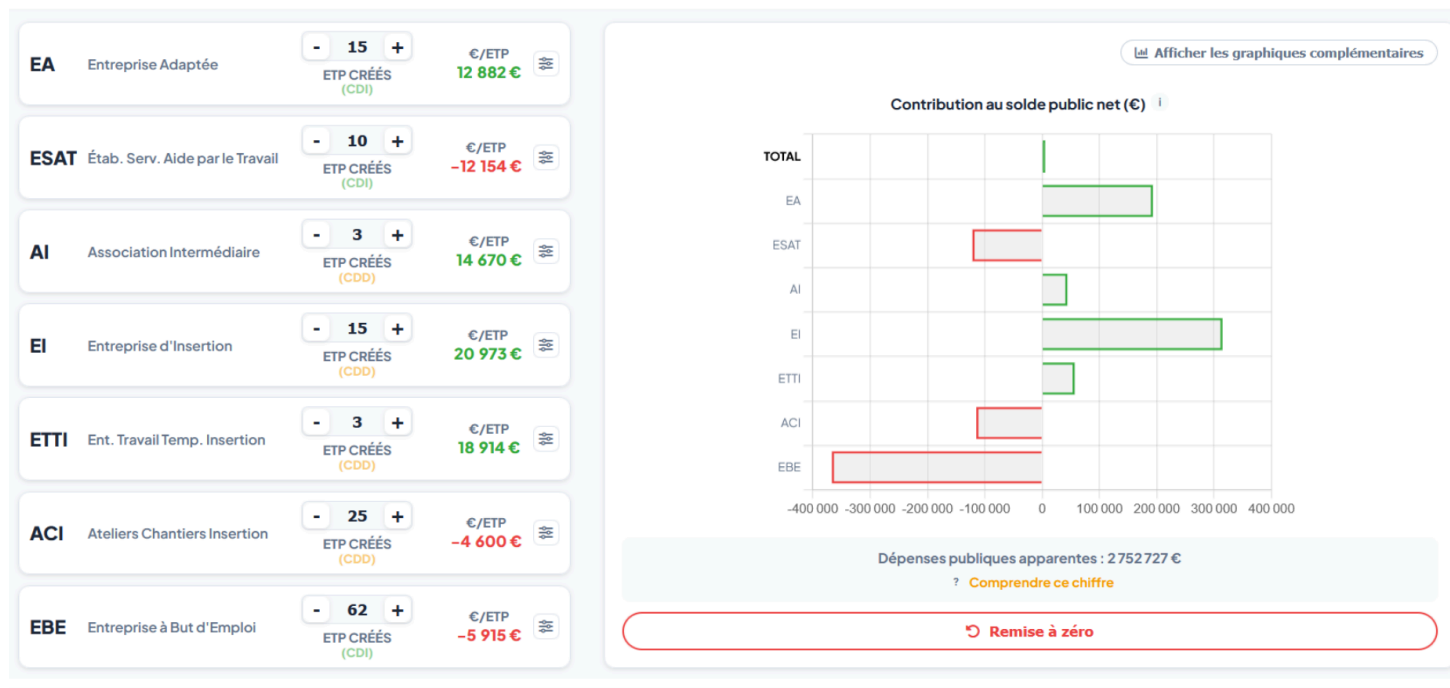 EA
Entreprise Adaptée
- 15 +
ETP CRÉÉS
(CDI)
€/ETP
12 882 €
ESAT
Étab. Serv. Aide par le Travail
- 10 +
ETP CRÉÉS
(CDI)
€/ETP
−12 154 €
AI
Association Intermédiaire
- 3 +
ETP CRÉÉS
(CDD)
€/ETP
14 670 €
EI
Entreprise d'Insertion
- 15 +
ETP CRÉÉS
(CDD)
€/ETP
20 973 €
ETTI
Ent. Travail Temp. Insertion
- 3 +
ETP CRÉÉS
(CDD)
€/ETP
18 914 €
ACI
Ateliers Chantiers Insertion
- 25 +
ETP CRÉÉS
(CDD)
€/ETP
−4 600 €
EBE
Entreprise à But d'Emploi
- 62 +
ETP CRÉÉS
(CDI)
€/ETP
−5 915 €
Afficher les graphiques complémentaires
Contribution au solde public net (€) i
TOTAL
EA
ESAT
AI
EI
ETTI
ACI
EBE
-400 000 -300 000 -200 000 -100 000 0 100 000 200 000 300 000 400 000
Dépenses publiques apparentes : 2 752 727 €
? Comprendre ce chiffre
Remise à zéro